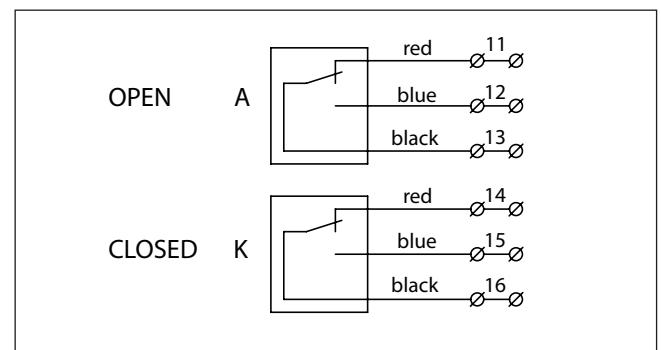 red 11
OPEN A blue 12
black 13
red 14
CLOSED K blue 15
black 16